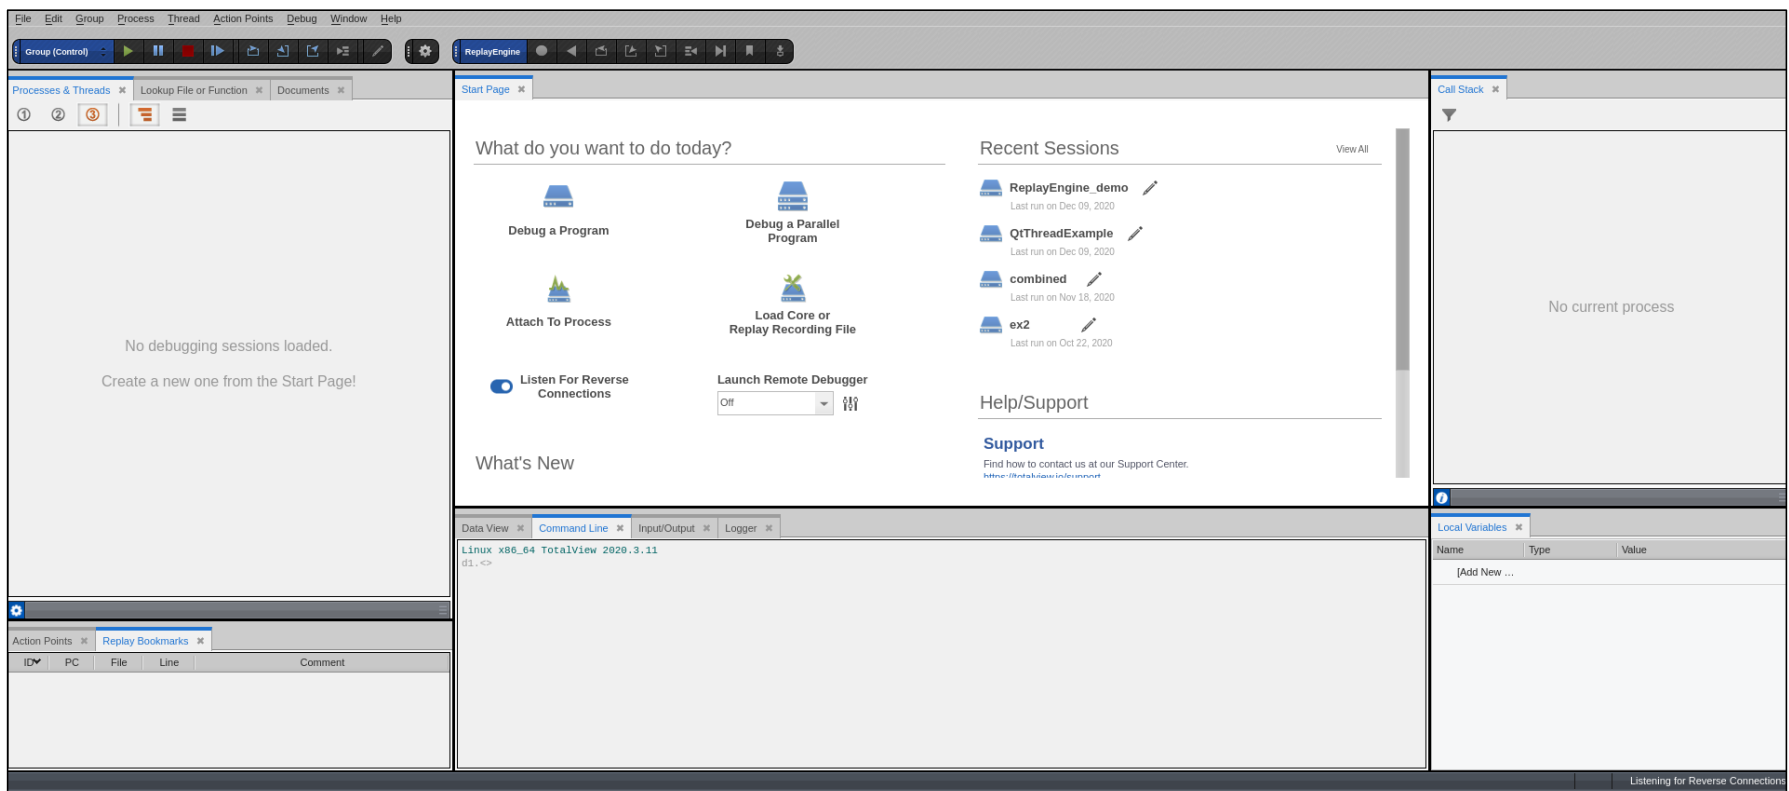 File Edit Group Process Thread Action Points Debug Window Help
Group (Control)
ReplayEngine
Processes & Threads
Lookup File or Function
Documents
1 2 3
No debugging sessions loaded.
Create a new one from the Start Page!
Action Points
Replay Bookmarks
ID PC File Line Comment
Start Page
What do you want to do today?
Debug a Program
Debug a Parallel
Program
Attach To Process
Load Core or
Replay Recording File
Listen For Reverse
Connections
Launch Remote Debugger
Off
What's New
Recent Sessions
View All
ReplayEngine_demo
Last run on Dec 09, 2020
QtThreadExample
Last run on Dec 09, 2020
combined
Last run on Nov 18, 2020
ex2
Last run on Oct 22, 2020
Help/Support
Support
Find how to contact us at our Support Center.
https://totalview.io/support
Data View
Command Line
Input/Output
Logger
Linux x86_64 TotalView 2020.3.11
d1.<>
Call Stack
No current process
Local Variables
Name Type Value
[Add New ...
Listening for Reverse Connections